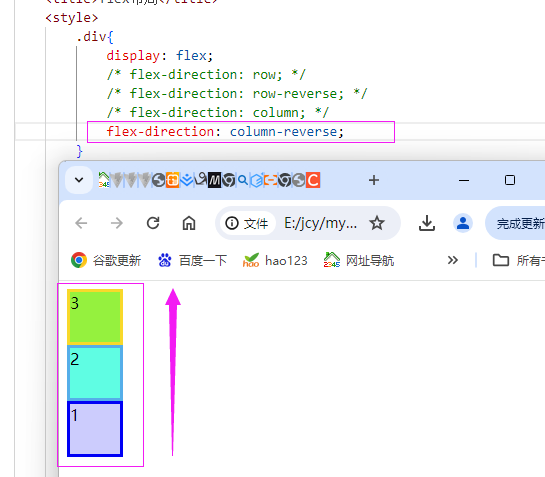 <title>flex布局</title>
<style>
.div{
display: flex;
/* flex-direction: row; */
/* flex-direction: row-reverse; */
/* flex-direction: column; */
flex-direction: column-reverse;
}
文件 E:/jcy/my... 完成更新
谷歌更新 百度一下 hao123 网址导航 » 所有
3
2
1